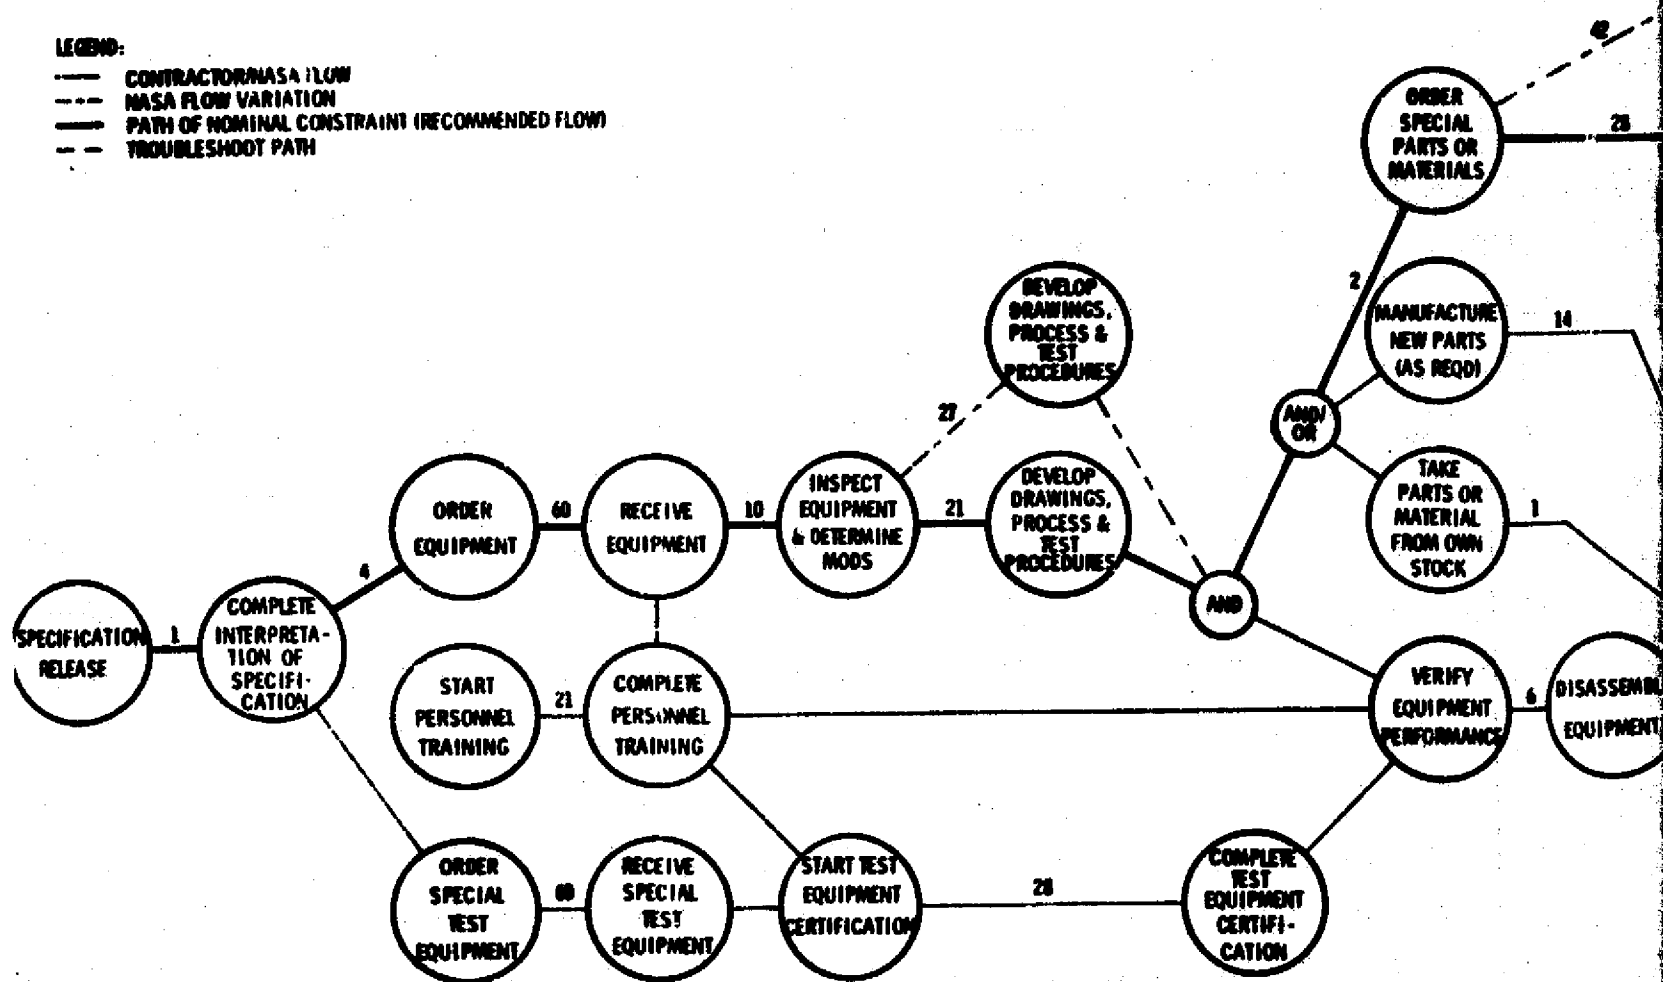 LEGEND:
CONTRACTOR/NASA FLOW
NASA FLOW VARIATION
PATH OF NOMINAL CONSTRAINT (RECOMMENDED FLOW)
TROUBLESHOOT PATH
42
ORDER
SPECIAL
PARTS OR
MATERIALS
28
2
MANUFACTURE
NEW PARTS
(AS REQD)
14
DEVELOP
DRAWINGS,
PROCESS &
TEST
PROCEDURES
27
AND/
OR
TAKE
PARTS OR
MATERIAL
FROM OWN
STOCK
1
ORDER
EQUIPMENT
60
RECEIVE
EQUIPMENT
10
INSPECT
EQUIPMENT
& DETERMINE
MODS
21
DEVELOP
DRAWINGS,
PROCESS &
TEST
PROCEDURES
AND
4
SPECIFICATION
RELEASE
1
COMPLETE
INTERPRETA-
TION OF
SPECIFI-
CATION
START
PERSONNEL
TRAINING
21
COMPLETE
PERSONNEL
TRAINING
VERIFY
EQUIPMENT
PERFORMANCE
6
DISASSEMBL
EQUIPMENT
ORDER
SPECIAL
TEST
EQUIPMENT
RECEIVE
SPECIAL
TEST
EQUIPMENT
START TEST
EQUIPMENT
CERTIFICATION
28
COMPLETE
TEST
EQUIPMENT
CERTIFI-
CATION